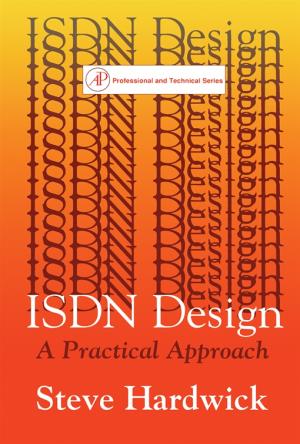 ISDN Design
AP Professional and Technical Series
ISDN Design
A Practical Approach
Steve Hardwick